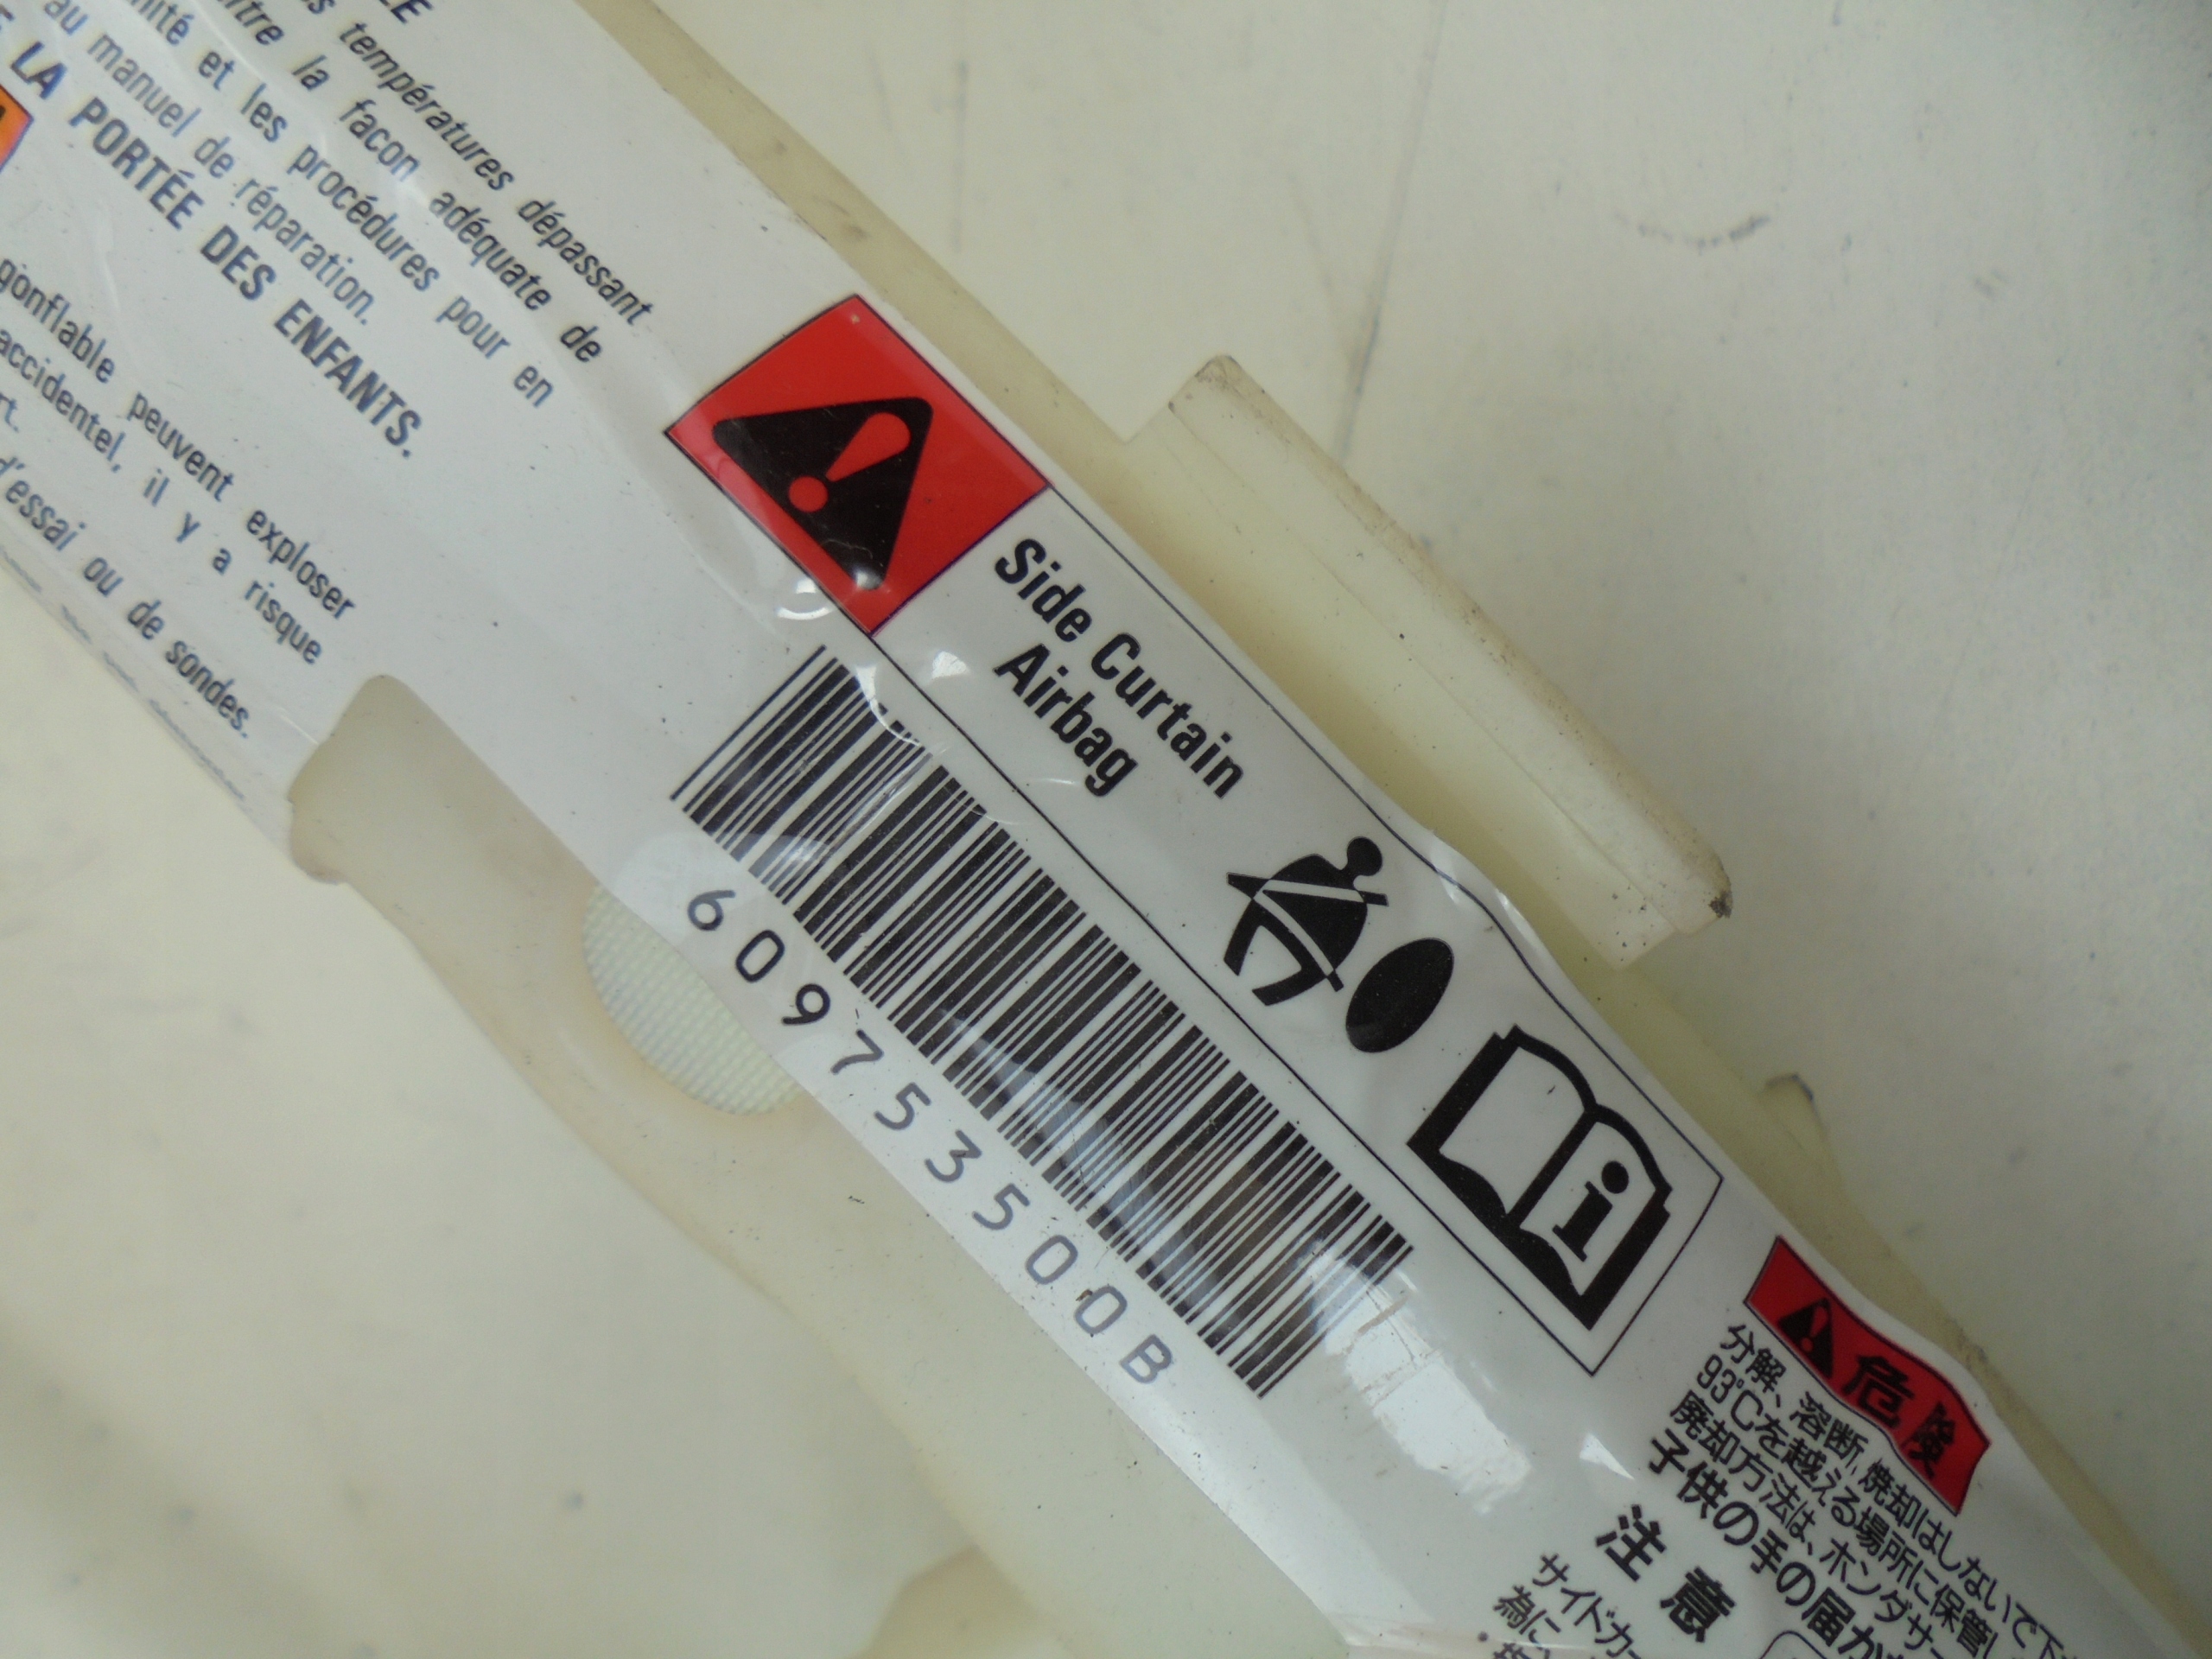 températures dépassant
la facon adéquate de
et les procédures pour en
au manuel de réparation.
LA PORTÉE DES ENFANTS.
gonflable peuvent exploser
accidentel, il y a risque
d'essai ou de sondes.
Side Curtain
Airbag
609753500B
危険
分解、溶断、焼却はしないで下
93℃を越える場所に保管し
廃却方法は、ホンダサー
子供の手の届か
注意
サイドカー
為に